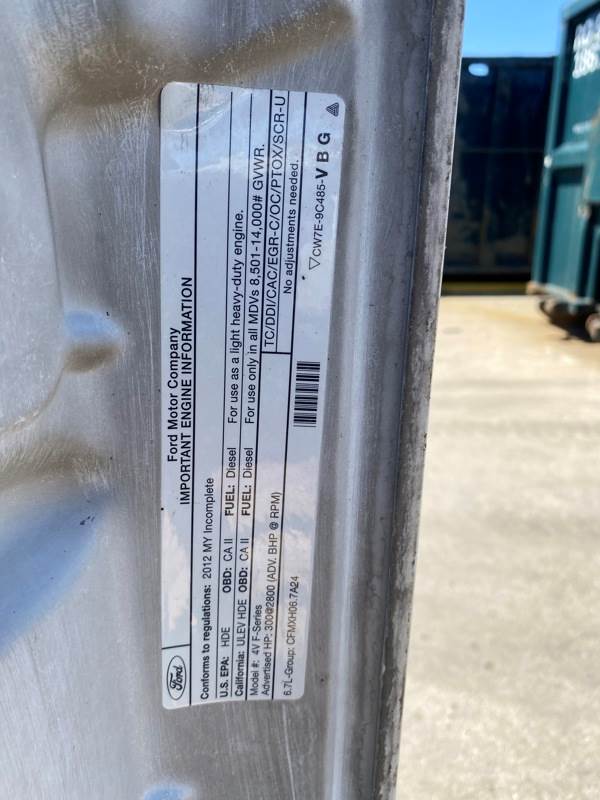 Ford
Ford Motor Company
IMPORTANT ENGINE INFORMATION
Conforms to regulations: 2012 MY Incomplete
U.S. EPA: HDE OBD: CA II FUEL: Diesel For use as a light heavy-duty engine.
California: ULEV HDE OBD: CA II FUEL: Diesel For use only in all MDVs 8,501-14,000# GVWR.
Model #: 4V F-Series
Advertised HP: 300@2800 (ADV. BHP @ RPM) TC/DDI/CAC/EGR-C/OC/PTOX/SCR-U
6.7L-Group: CFMXH06.7A24 No adjustments needed.
CW7E-9C485-VBG